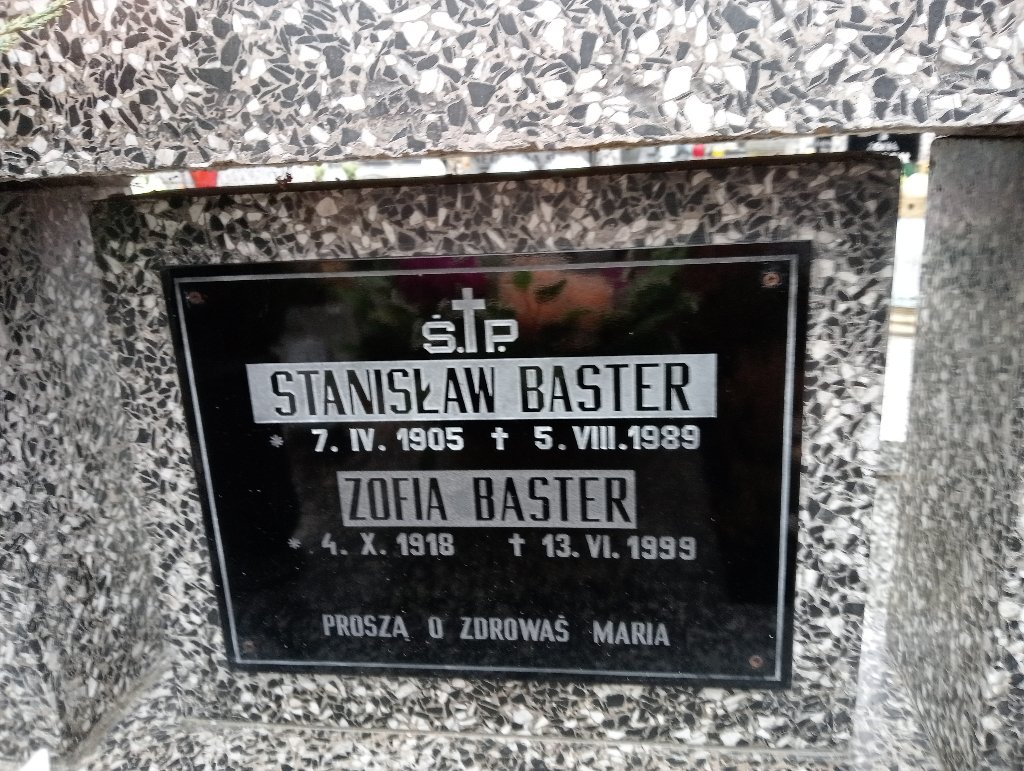 Ś.†P.
STANISŁAW BASTER
* 7. IV. 1905 † 5. VIII. 1989
ZOFIA BASTER
* 4. X. 1918 † 13. VI. 1999
PROSZĄ O ZDROWAŚ MARIA